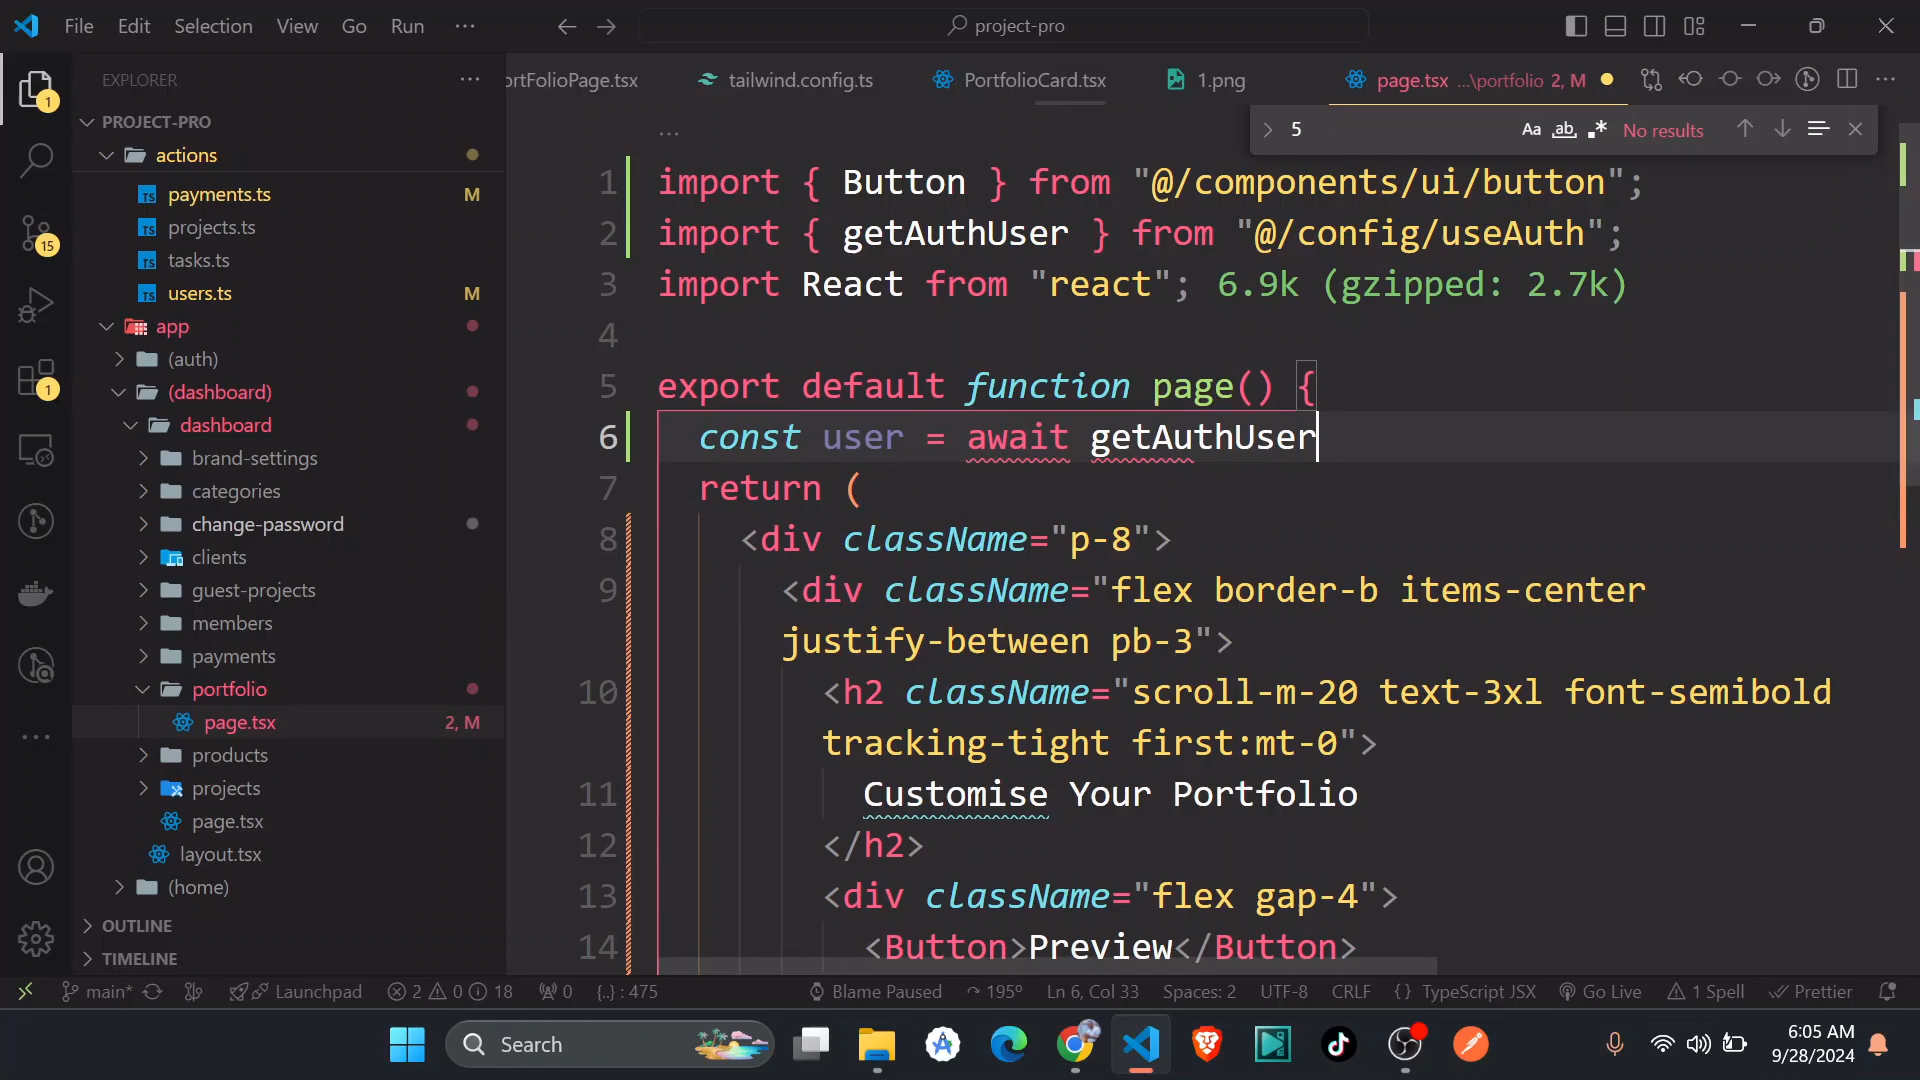 File Edit Selection View Go Run ... project-pro
EXPLORER
PROJECT-PRO
actions
payments.ts M
projects.ts
tasks.ts
users.ts M
app
(auth)
(dashboard)
dashboard
brand-settings
categories
change-password
clients
guest-projects
members
payments
portfolio
page.tsx 2, M
products
projects
page.tsx
layout.tsx
(home)
OUTLINE
TIMELINE
1
15
1
ortFolioPage.tsx tailwind.config.ts PortfolioCard.tsx 1.png page.tsx ...\portfolio 2, M
5 Aa ab No results
1 import { Button } from "@/components/ui/button";
2 import { getAuthUser } from "@/config/useAuth";
3 import React from "react"; 6.9k (gzipped: 2.7k)
4
5 export default function page() {
6 const user = await getAuthUser
7 return (
8 <div className="p-8">
9 <div className="flex border-b items-center
justify-between pb-3">
10 <h2 className="scroll-m-20 text-3xl font-semibold
tracking-tight first:mt-0">
11 Customise Your Portfolio
12 </h2>
13 <div className="flex gap-4">
14 <Button>Preview</Button>
main* Launchpad 2 0 18 0 {..} : 475 Blame Paused 195° Ln 6, Col 33 Spaces: 2 UTF-8 CRLF {} TypeScript JSX Go Live 1 Spell Prettier
Search
6:05 AM
9/28/2024